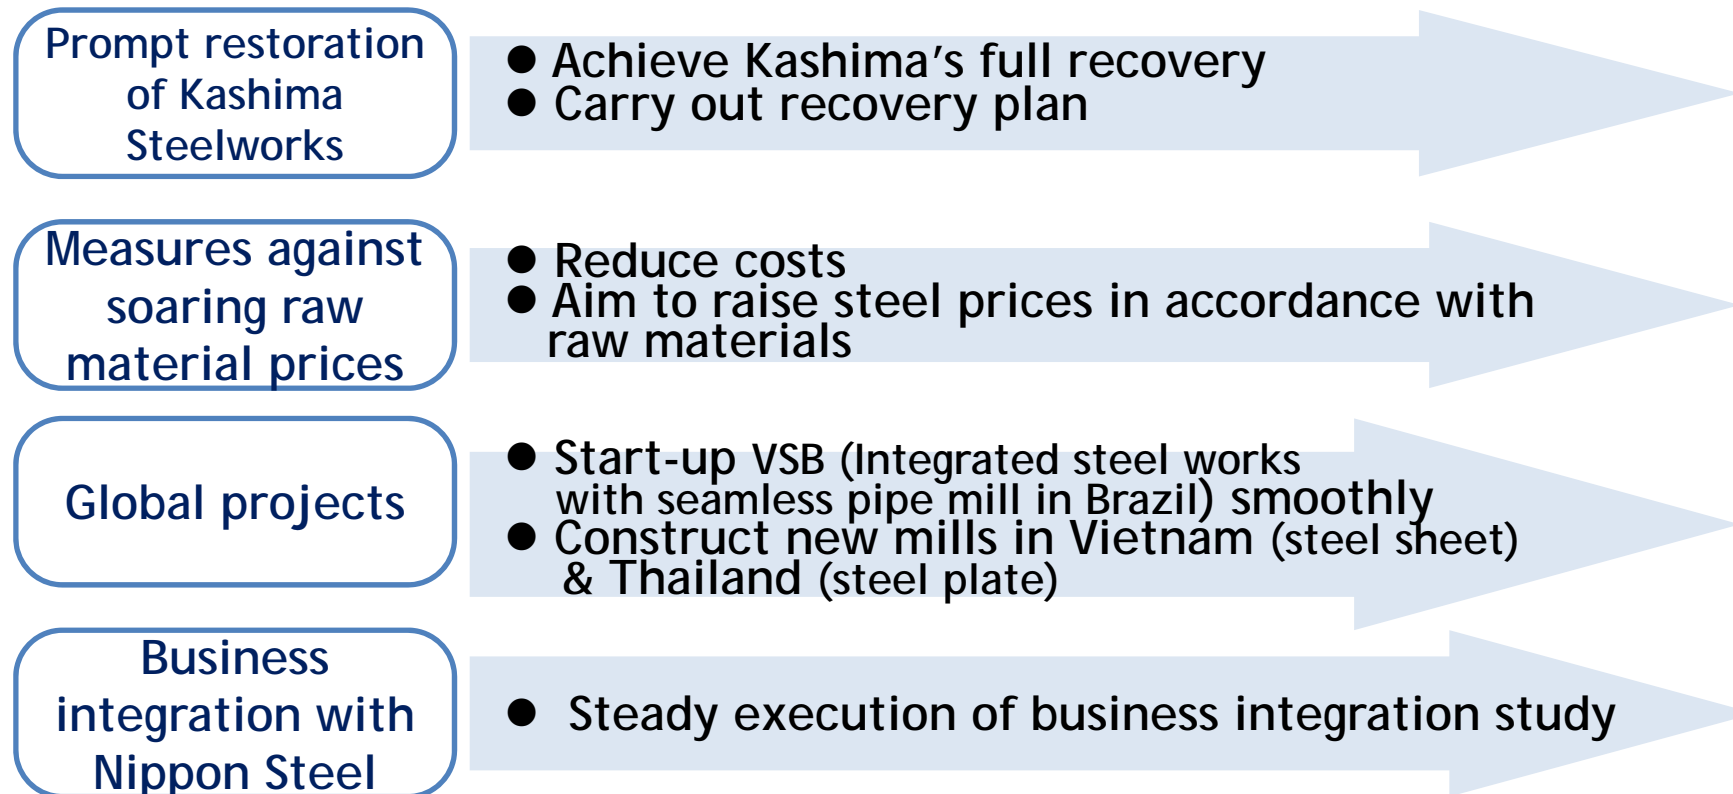 Prompt restoration
of Kashima
Steelworks
● Achieve Kashima’s full recovery
● Carry out recovery plan
Measures against
soaring raw
material prices
● Reduce costs
● Aim to raise steel prices in accordance with
raw materials
Global projects
● Start-up VSB (Integrated steel works
with seamless pipe mill in Brazil) smoothly
● Construct new mills in Vietnam (steel sheet)
& Thailand (steel plate)
Business
integration with
Nippon Steel
● Steady execution of business integration study